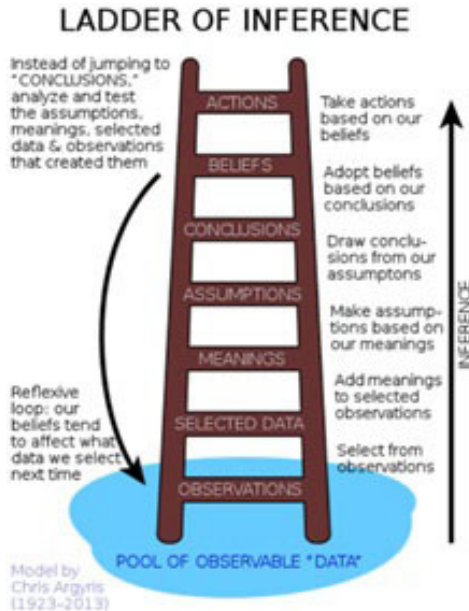 LADDER OF INFERENCE
Instead of jumping to
"CONCLUSIONS,"
analyze and test
the assumptions,
meanings, selected
data & observations
that created them
ACTIONS
Take actions
based on our
beliefs
BELIEFS
Adopt beliefs
based on our
conclusions
CONCLUSIONS
Draw conclu-
sions from our
assumptons
ASSUMPTIONS
Make assump-
tions based on
our meanings
MEANINGS
Add meanings
to selected
observations
SELECTED DATA
Select from
observations
OBSERVATIONS
INFERENCE
Reflexive
loop: our
beliefs tend
to affect what
data we select
next time
POOL OF OBSERVABLE "DATA"
Model by
Chris Argyris
(1923–2013)